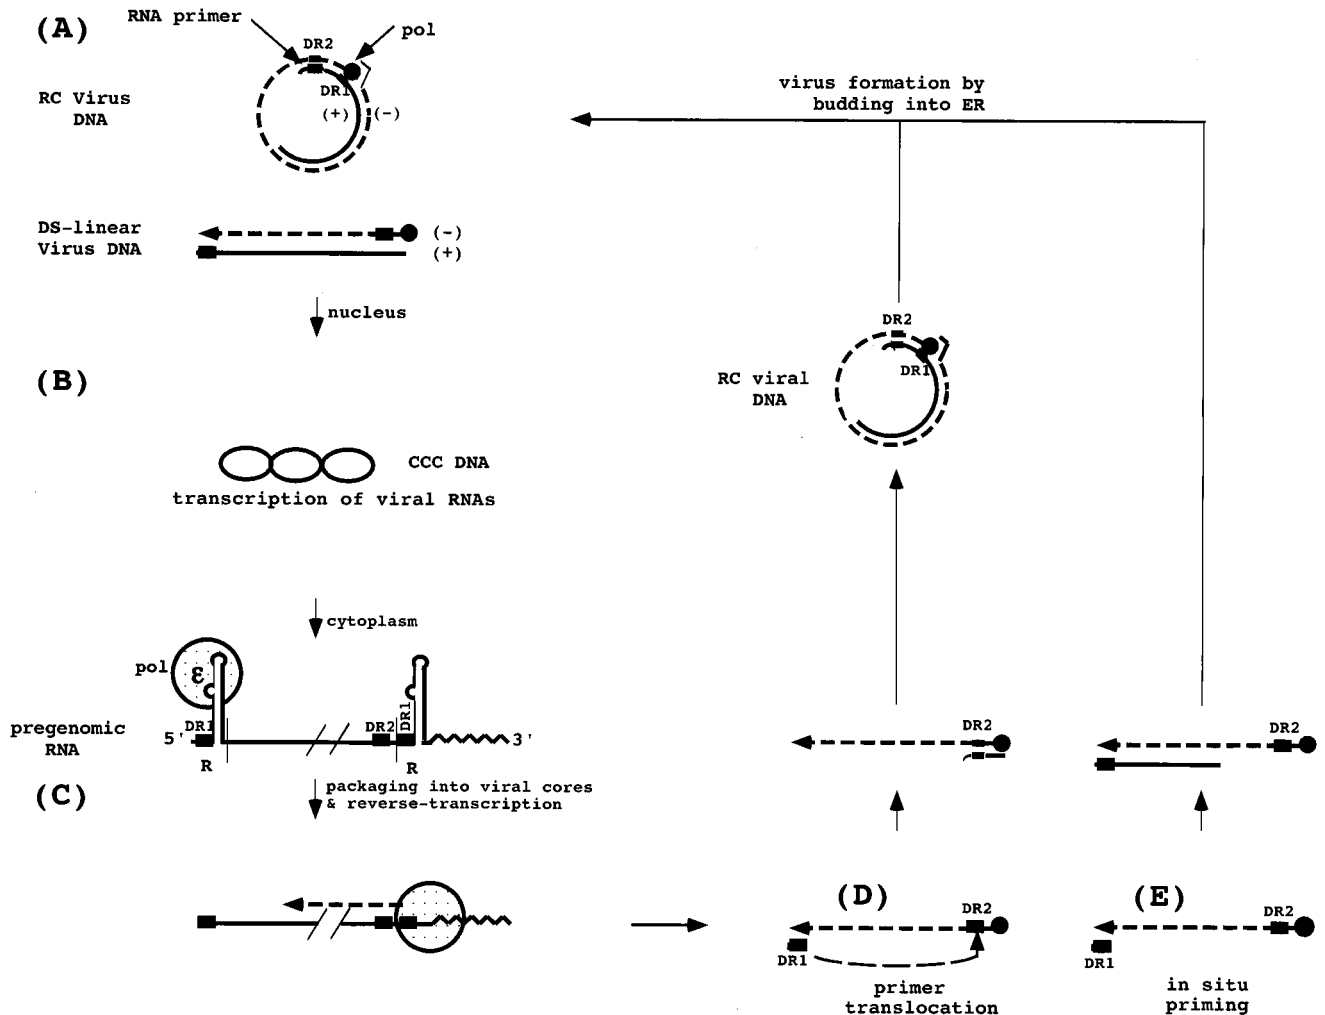 (A)
RNA primer
pol
DR2
DR1
(+)
(-)
RC Virus
DNA
DS-linear
Virus DNA
(-)
(+)
nucleus
(B)
CCC DNA
transcription of viral RNAs
cytoplasm
pol
ε
DR1
DR2
DR1
pregenomic
RNA
5'
3'
R
R
(C)
packaging into viral cores
& reverse-transcription
virus formation by
budding into ER
DR2
DR1
RC viral
DNA
DR2
DR2
(D)
DR2
DR1
primer
translocation
(E)
DR2
DR1
in situ
priming